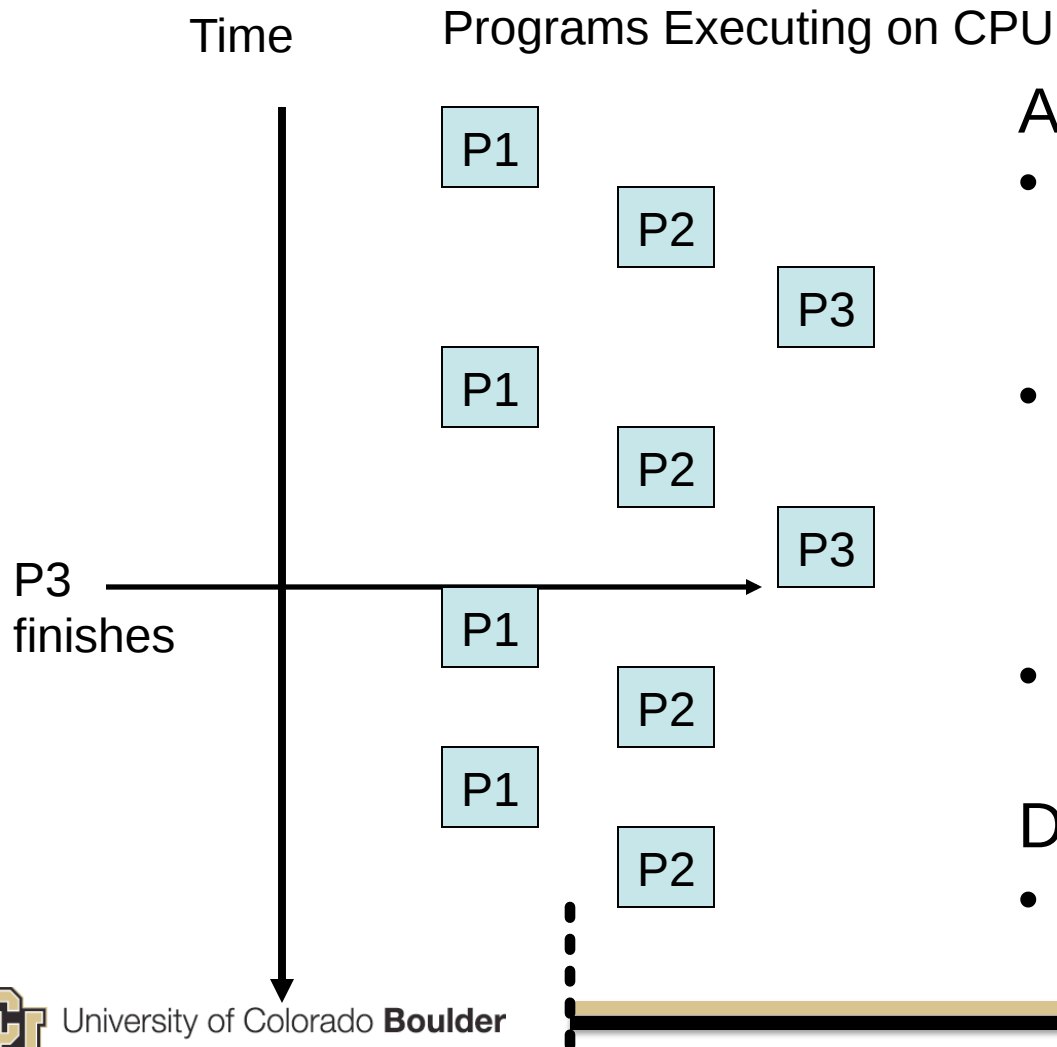 Time
Programs Executing on CPU
A
•
P1
P2
P3
P1
•
P2
P3
P3
finishes
P1
•
P2
P1
D
P2
•
University of Colorado Boulder